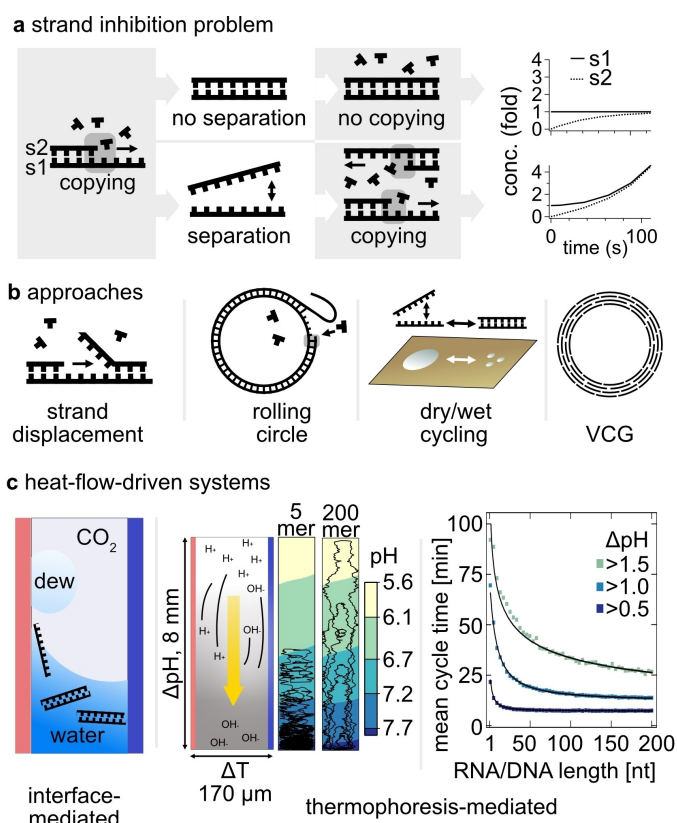 a strand inhibition problem
s2
s1
copying
no separation
no copying
separation
copying
4
3
2
1
0
s1
s2
conc. (fold)
4
2
0
0
100
time (s)
b approaches
strand
displacement
rolling
circle
dry/wet
cycling
VCG
c heat-flow-driven systems
CO2
dew
water
interface-
mediated
ΔpH, 8 mm
H+
H+
H+
H+
H+
OH-
H+
OH-
H+
OH-
OH-
OH-
ΔT
170 µm
5
mer
200
mer
pH
5.6
6.1
6.7
7.2
7.7
thermophoresis-mediated
mean cycle time [min]
100
75
50
25
0
ΔpH
>1.5
>1.0
>0.5
1
50
100
150
200
RNA/DNA length [nt]